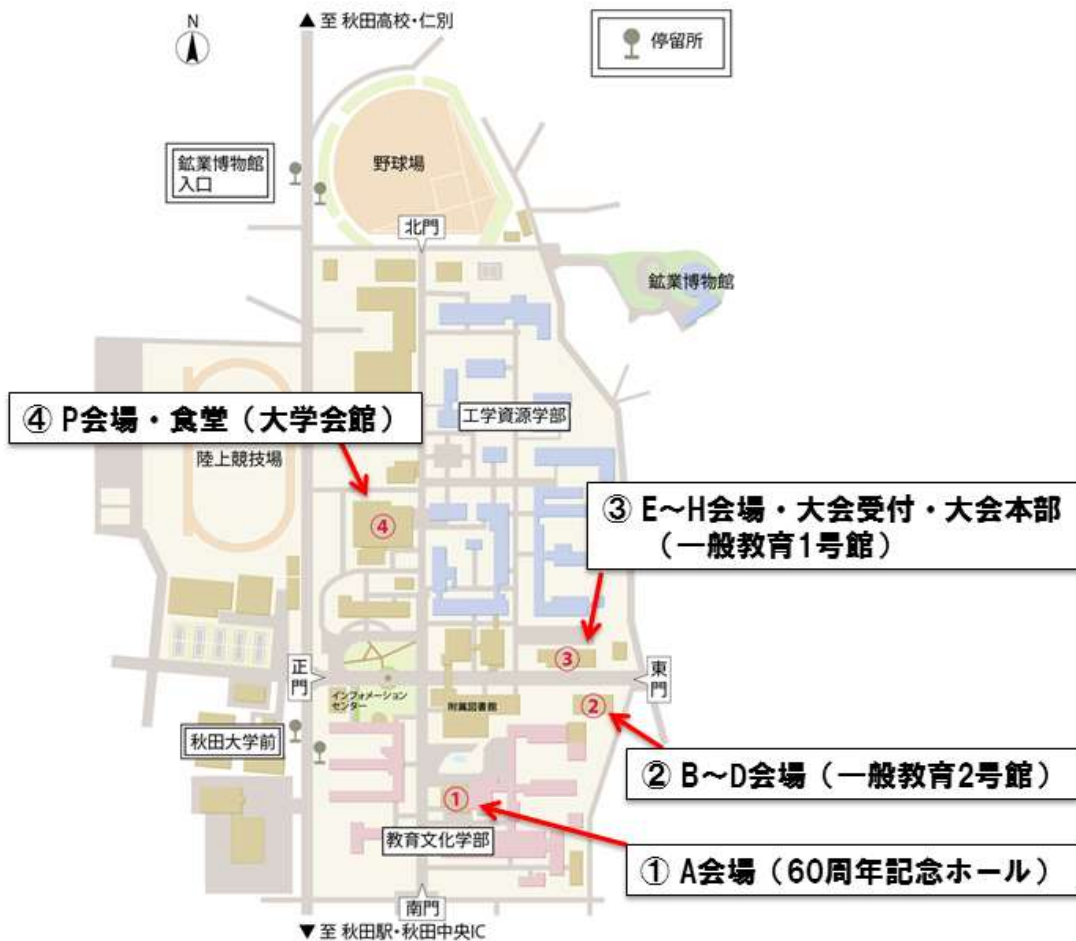 ▲ 至 秋田高校・仁別
N
停留所
鉱業博物館
入口
野球場
北門
鉱業博物館
④ P会場・食堂（大学会館）
工学資源学部
陸上競技場
③ E～H会場・大会受付・大会本部
（一般教育1号館）
④
③
正門
東門
インフォメーション
センター
附属図書館
②
秋田大学前
② B～D会場（一般教育2号館）
①
教育文化学部
① A会場（60周年記念ホール）
南門
▼ 至 秋田駅・秋田中央IC